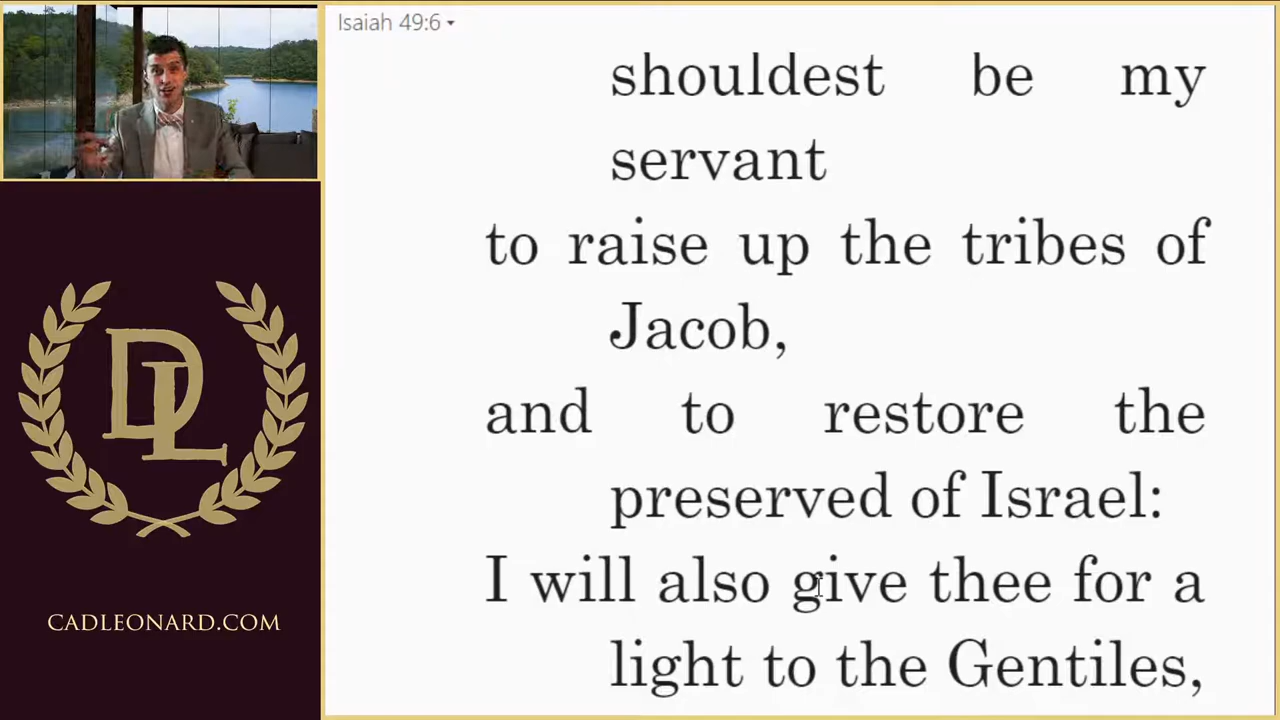 Isaiah 49:6
shouldest be my
servant
to raise up the tribes of
Jacob,
and to restore the
preserved of Israel:
I will also give thee for a
light to the Gentiles,
DL
CADLEONARD.COM